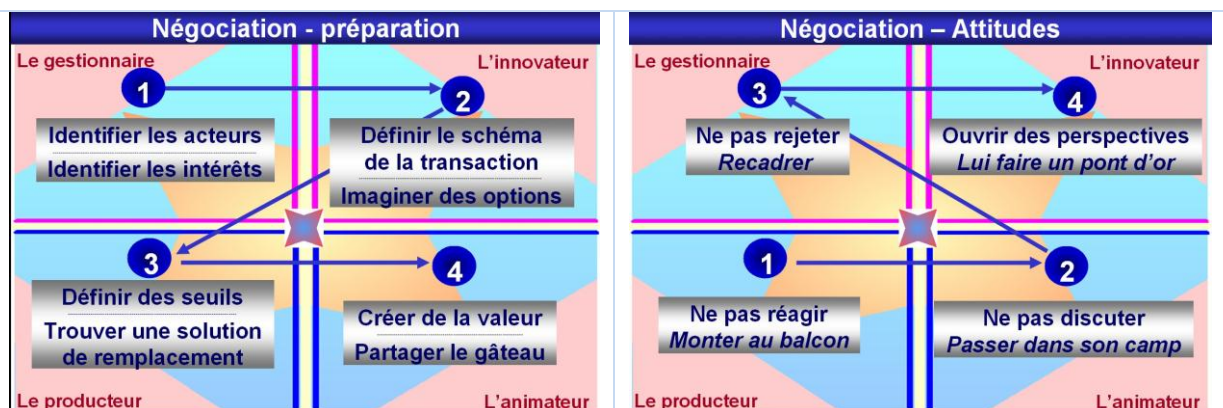 Négociation - préparation
Le gestionnaire
L'innovateur
1
2
Identifier les acteurs
Identifier les intérêts
Définir le schéma
de la transaction
Imaginer des options
3
4
Définir des seuils
Trouver une solution
de remplacement
Créer de la valeur
Partager le gâteau
Le producteur
L'animateur
Négociation – Attitudes
Le gestionnaire
L'innovateur
3
4
Ne pas rejeter
Recadrer
Ouvrir des perspectives
Lui faire un pont d'or
1
2
Ne pas réagir
Monter au balcon
Ne pas discuter
Passer dans son camp
Le producteur
L'animateur